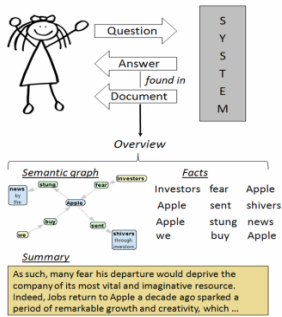 Question
Answer
found in
Document
SYSTEM
Overview
Semantic graph
news
by
the
stung
fear
investors
Apple
buy
we
sent
shivers
through
investors
Facts
Investors fear Apple
Apple sent shivers
Apple stung news
we buy Apple
Summary
As such, many fear his departure would deprive the
company of its most vital and imaginative resource.
Indeed, Jobs return to Apple a decade ago sparked a
period of remarkable growth and creativity, which ...